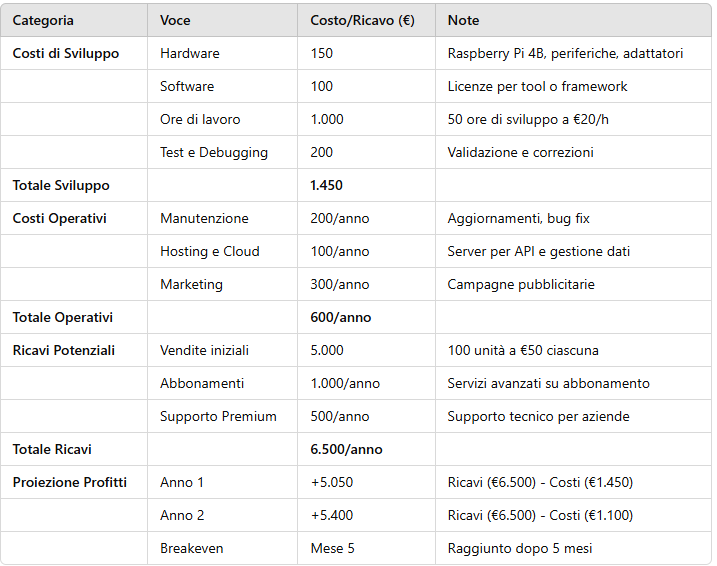 Categoria Voce Costo/Ricavo (€) Note
Costi di Sviluppo Hardware 150 Raspberry Pi 4B, periferiche, adattatori
Software 100 Licenze per tool o framework
Ore di lavoro 1.000 50 ore di sviluppo a €20/h
Test e Debugging 200 Validazione e correzioni
Totale Sviluppo 1.450
Costi Operativi Manutenzione 200/anno Aggiornamenti, bug fix
Hosting e Cloud 100/anno Server per API e gestione dati
Marketing 300/anno Campagne pubblicitarie
Totale Operativi 600/anno
Ricavi Potenziali Vendite iniziali 5.000 100 unità a €50 ciascuna
Abbonamenti 1.000/anno Servizi avanzati su abbonamento
Supporto Premium 500/anno Supporto tecnico per aziende
Totale Ricavi 6.500/anno
Proiezione Profitti Anno 1 +5.050 Ricavi (€6.500) - Costi (€1.450)
Anno 2 +5.400 Ricavi (€6.500) - Costi (€1.100)
Breakeven Mese 5 Raggiunto dopo 5 mesi